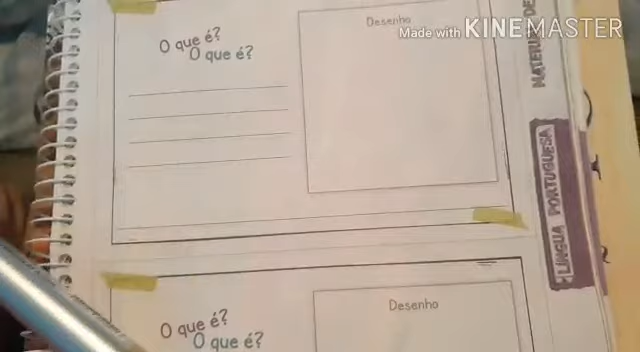 Made with KINEMASTER
Desenho
O que é?
O que é?
LÍNGUA PORTUGUESA
Desenho
O que é?
O que é?